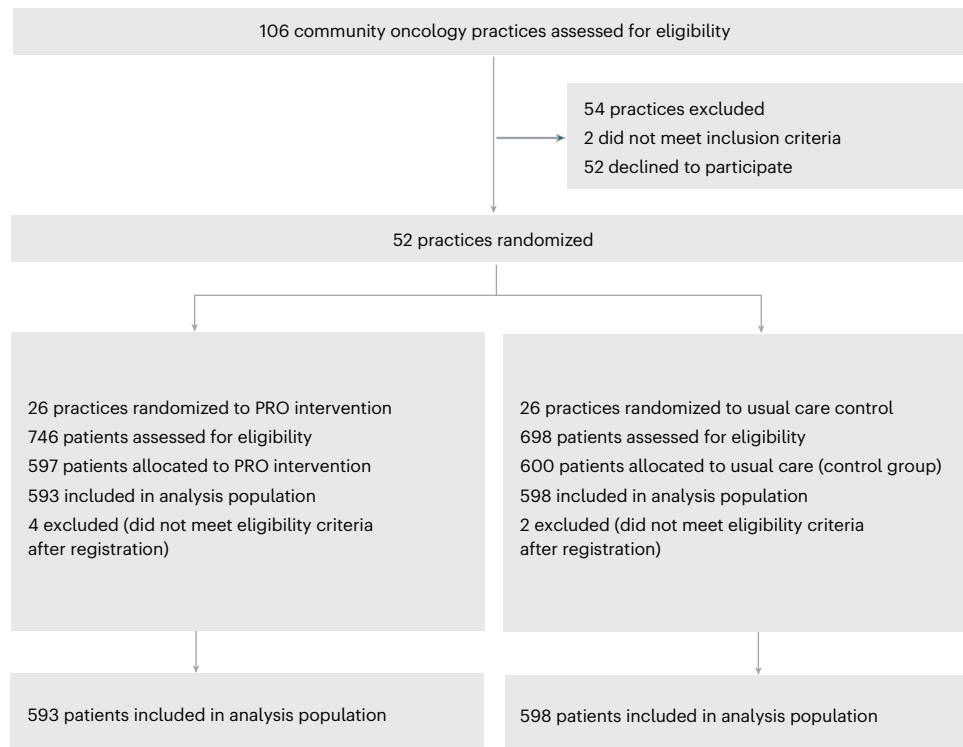 106 community oncology practices assessed for eligibility
54 practices excluded
2 did not meet inclusion criteria
52 declined to participate
52 practices randomized
26 practices randomized to PRO intervention
746 patients assessed for eligibility
597 patients allocated to PRO intervention
593 included in analysis population
4 excluded (did not meet eligibility criteria
after registration)
26 practices randomized to usual care control
698 patients assessed for eligibility
600 patients allocated to usual care (control group)
598 included in analysis population
2 excluded (did not meet eligibility criteria
after registration)
593 patients included in analysis population
598 patients included in analysis population